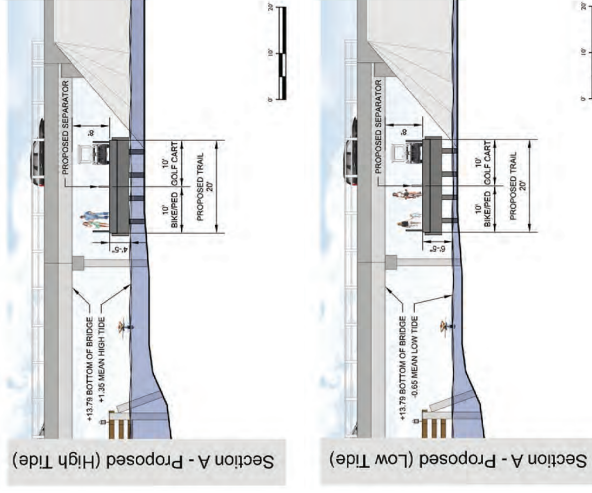 Section A - Proposed (High Tide)
+13.79 BOTTOM OF BRIDGE
+1.35 MEAN HIGH TIDE
PROPOSED SEPARATOR
8'
4'-5"
10'
BIKE/PED
10'
GOLF CART
PROPOSED TRAIL
20'
0'
10'
20'
Section A - Proposed (Low Tide)
+13.79 BOTTOM OF BRIDGE
-0.65 MEAN LOW TIDE
PROPOSED SEPARATOR
8'
6'-5"
10'
BIKE/PED
10'
GOLF CART
PROPOSED TRAIL
20'
0'
10'
20'